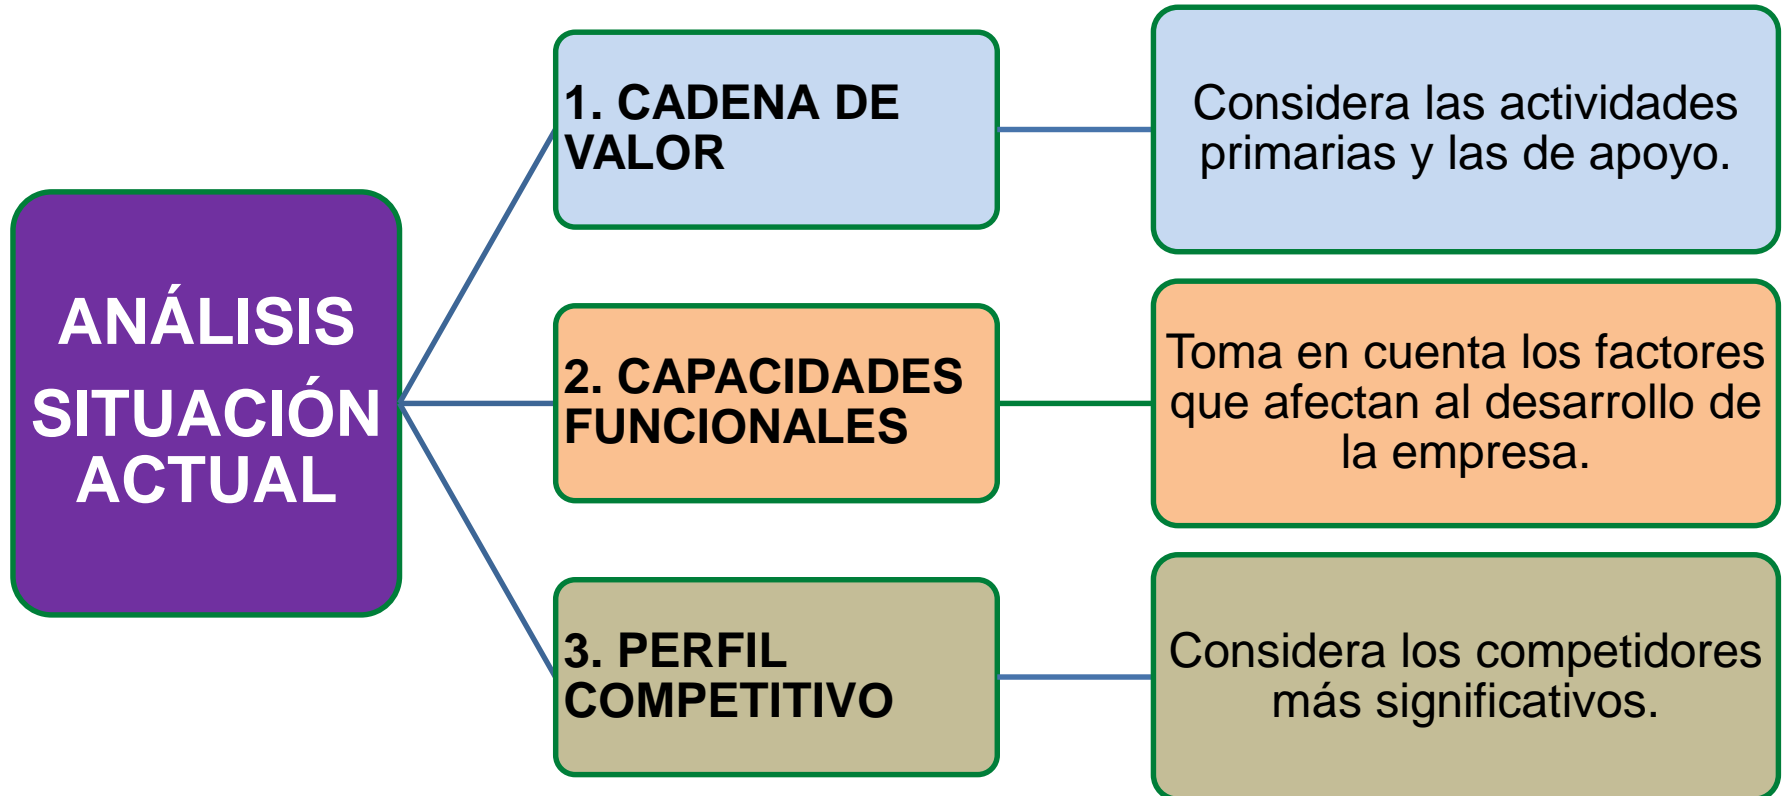 ANÁLISIS
SITUACIÓN
ACTUAL
1. CADENA DE
VALOR
Considera las actividades
primarias y las de apoyo.
2. CAPACIDADES
FUNCIONALES
Toma en cuenta los factores
que afectan al desarrollo de
la empresa.
3. PERFIL
COMPETITIVO
Considera los competidores
más significativos.